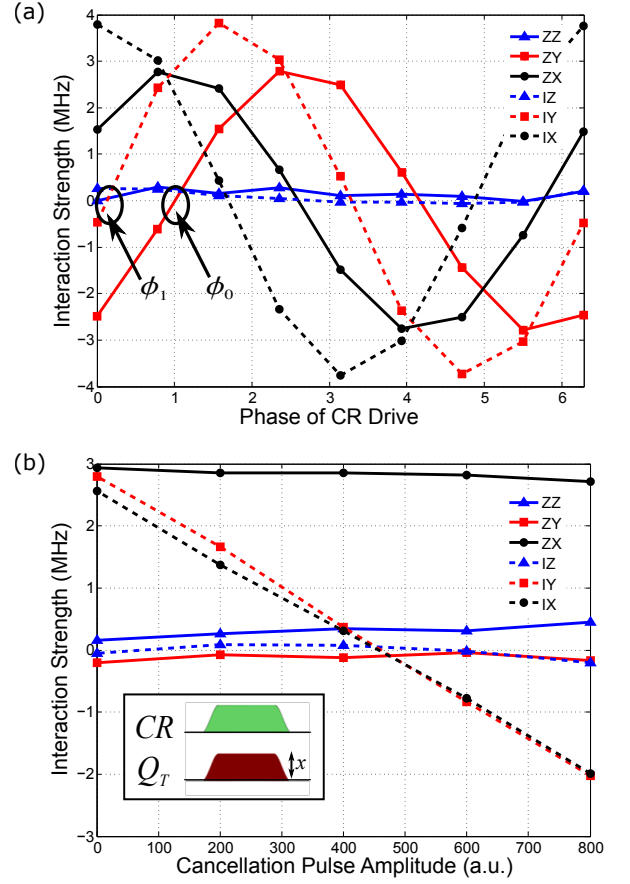 (a)
Interaction Strength (MHz)
4
3
2
1
0
−1
−2
−3
−4
ZZ
ZY
ZX
IZ
IY
IX
ϕ1
ϕ0
0 1 2 3 4 5 6
Phase of CR Drive
(b)
Interaction Strength (MHz)
3
2
1
0
−1
−2
−3
ZZ
ZY
ZX
IZ
IY
IX
CR
QT
x
0 100 200 300 400 500 600 700 800
Cancellation Pulse Amplitude (a.u.)